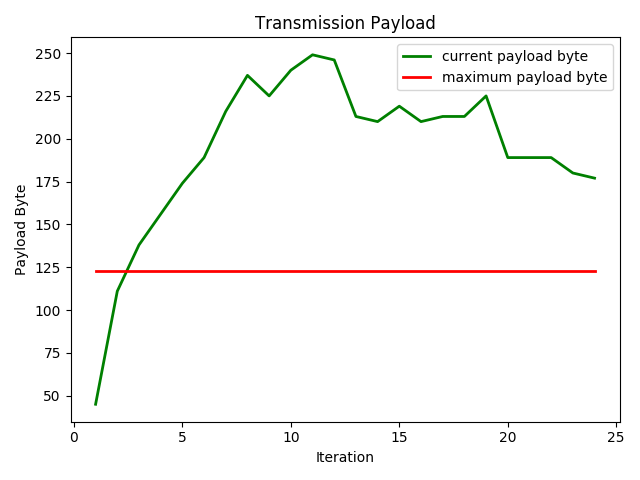 Transmission Payload
current payload byte
maximum payload byte
250
225
200
175
150
125
100
75
50
Payload Byte
0 5 10 15 20 25
Iteration